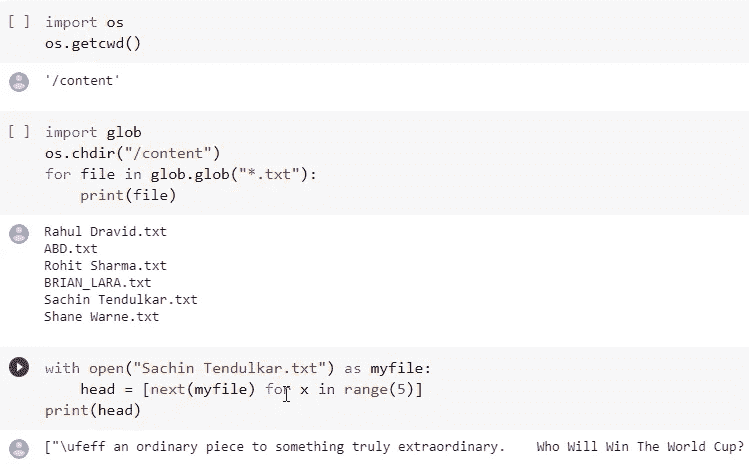 [ ] import os
os.getcwd()
'/content'
[ ] import glob
os.chdir("/content")
for file in glob.glob("*.txt"):
    print(file)
Rahul Dravid.txt
ABD.txt
Rohit Sharma.txt
BRIAN_LARA.txt
Sachin Tendulkar.txt
Shane Warne.txt
with open("Sachin Tendulkar.txt") as myfile:
    head = [next(myfile) for x in range(5)]
print(head)
["\ufeff an ordinary piece to something truly extraordinary.    Who Will Win The World Cup?